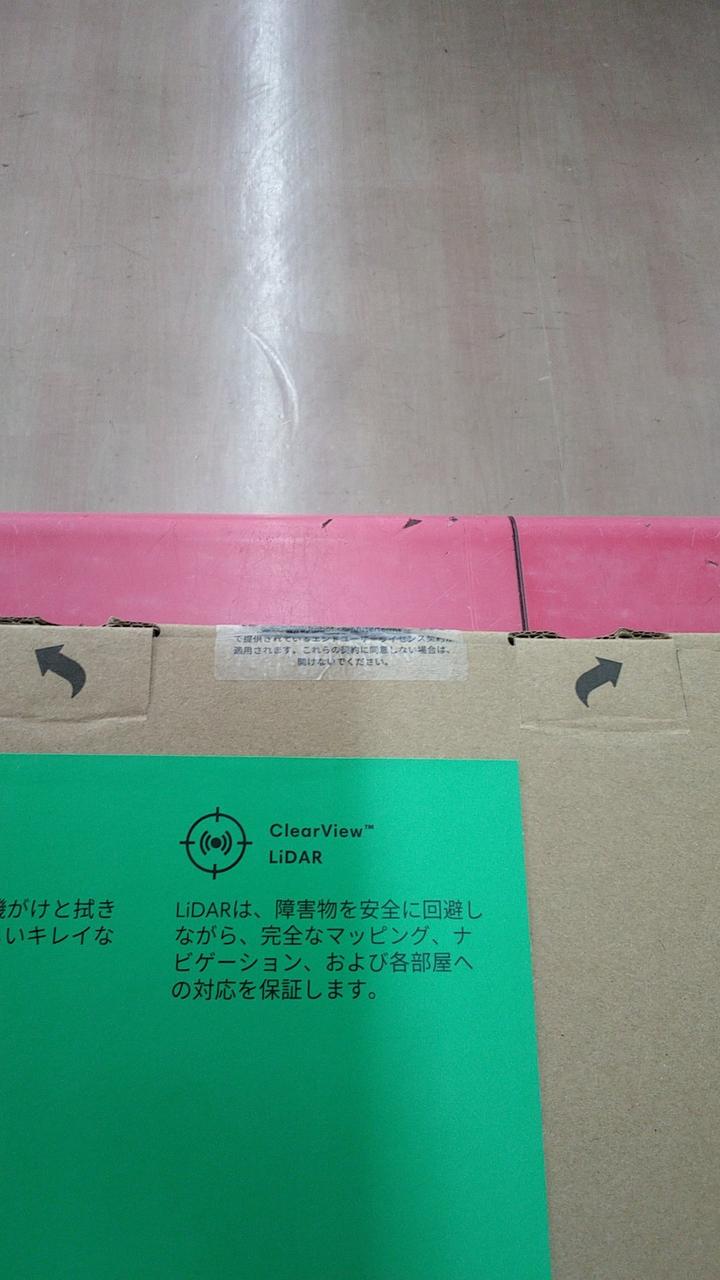 で提供されているエンドユーザーライセンス契約が
適用されます。これらの契約に同意しない場合は、
開けないでください。
ClearView™
LiDAR
がけと拭き
いキレイな
LiDARは、障害物を安全に回避し
ながら、完全なマッピング、ナ
ビゲーション、および各部屋へ
の対応を保証します。